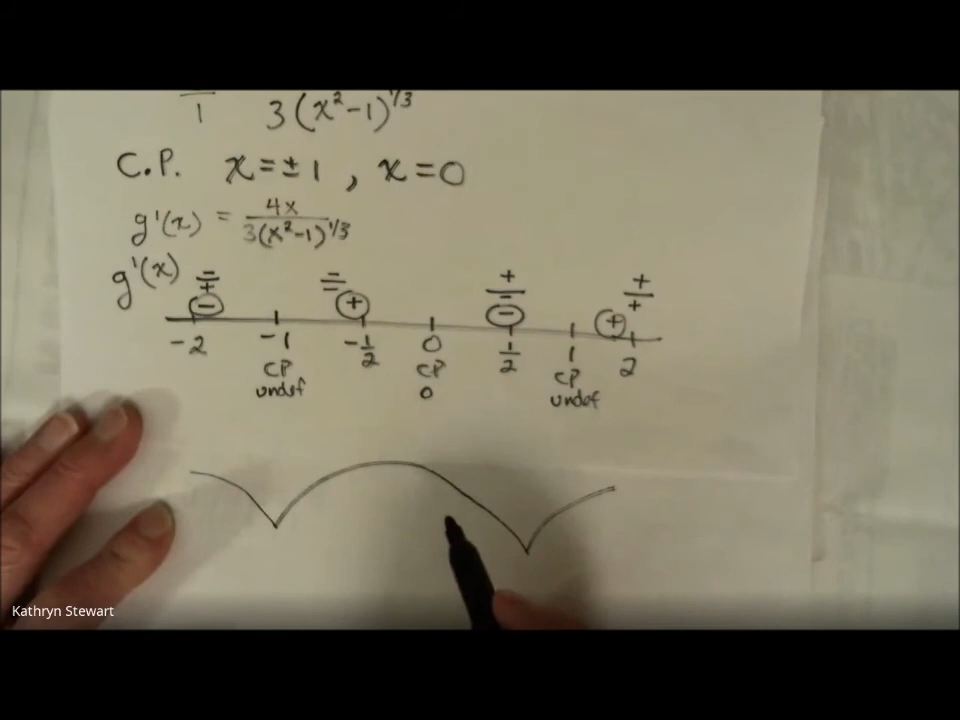 1 3(x²-1)^1/3
C.P. x=±1, x=0
g'(x) = 4x / 3(x²-1)^1/3
g'(x) -/+ -/- +/- +/+
- + - +
-2 -1 -1/2 0 1/2 1 2
CP CP CP
undef 0 undef
Kathryn Stewart